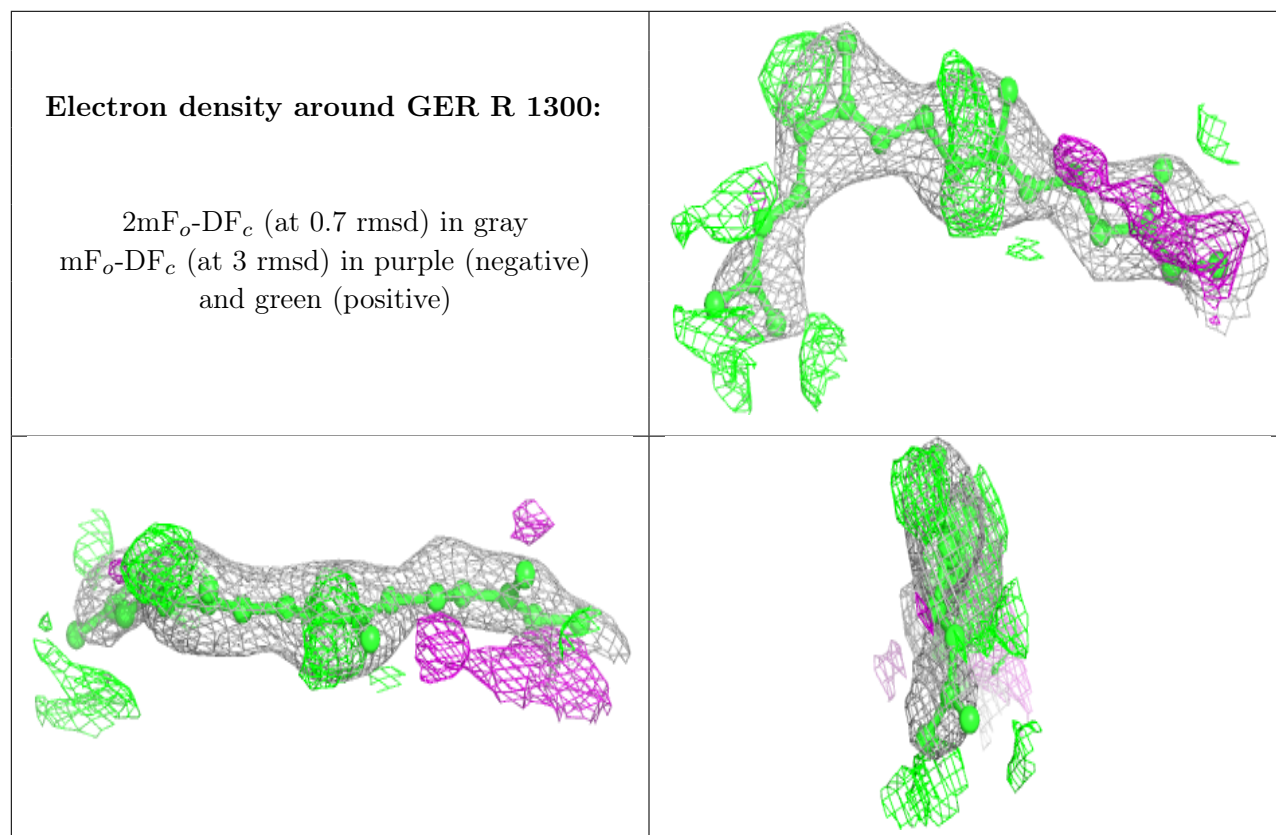 Electron density around GER R 1300:
2mFo-DFc (at 0.7 rmsd) in gray
mFo-DFc (at 3 rmsd) in purple (negative)
and green (positive)